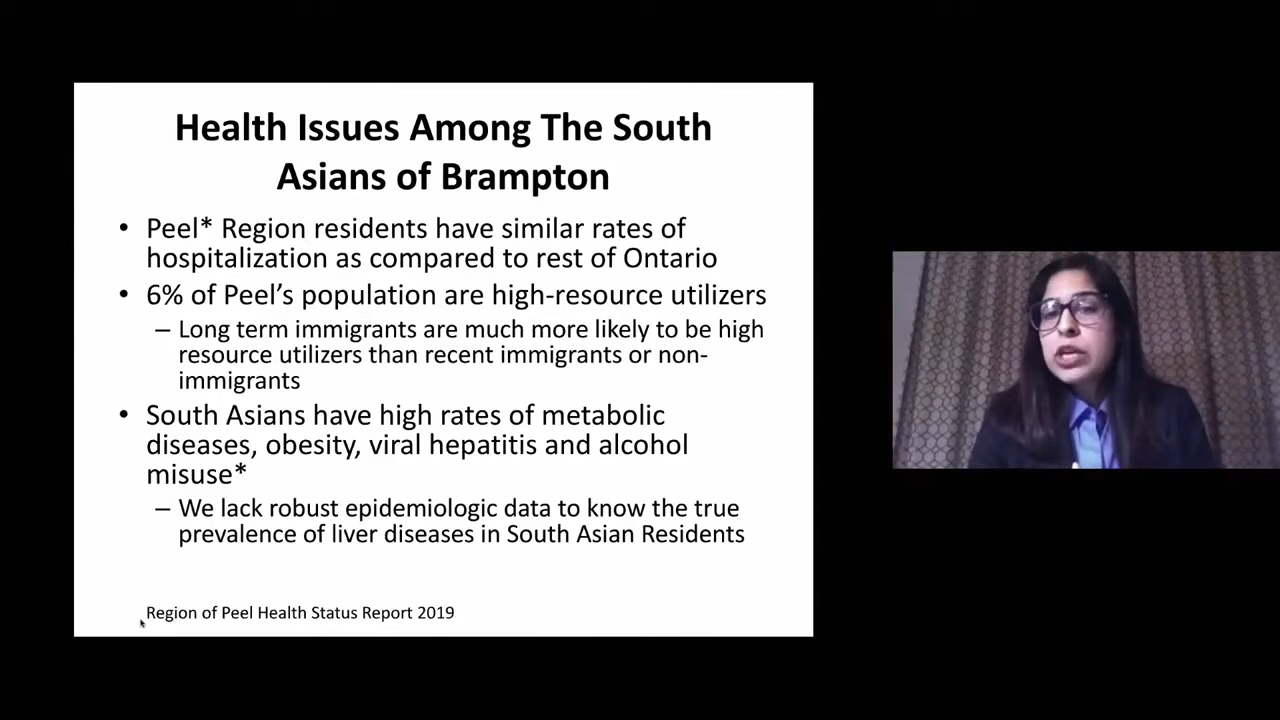 Health Issues Among The South
Asians of Brampton
• Peel* Region residents have similar rates of
hospitalization as compared to rest of Ontario
• 6% of Peel's population are high-resource utilizers
– Long term immigrants are much more likely to be high
resource utilizers than recent immigrants or non-
immigrants
• South Asians have high rates of metabolic
diseases, obesity, viral hepatitis and alcohol
misuse*
– We lack robust epidemiologic data to know the true
prevalence of liver diseases in South Asian Residents
Region of Peel Health Status Report 2019